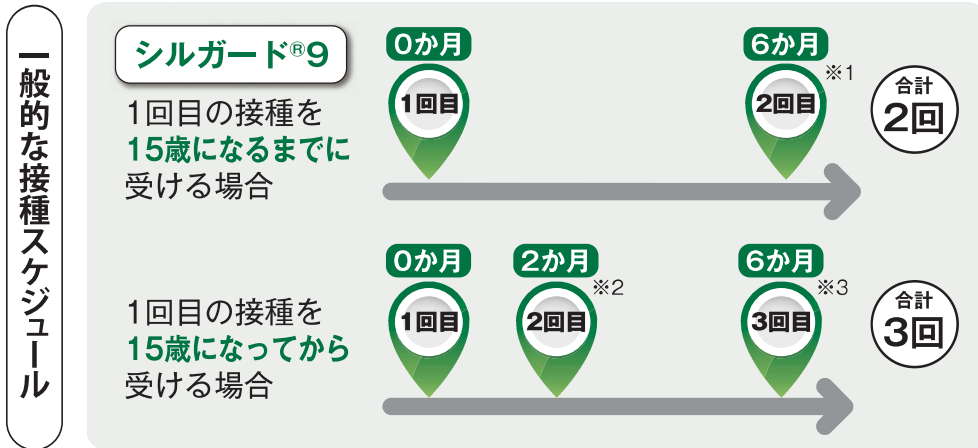 一般的な接種スケジュール
シルガード®9
1回目の接種を
15歳になるまでに
受ける場合
0か月
1回目
6か月
※1
2回目
合計
2回
1回目の接種を
15歳になってから
受ける場合
0か月
1回目
2か月
※2
2回目
6か月
※3
3回目
合計
3回